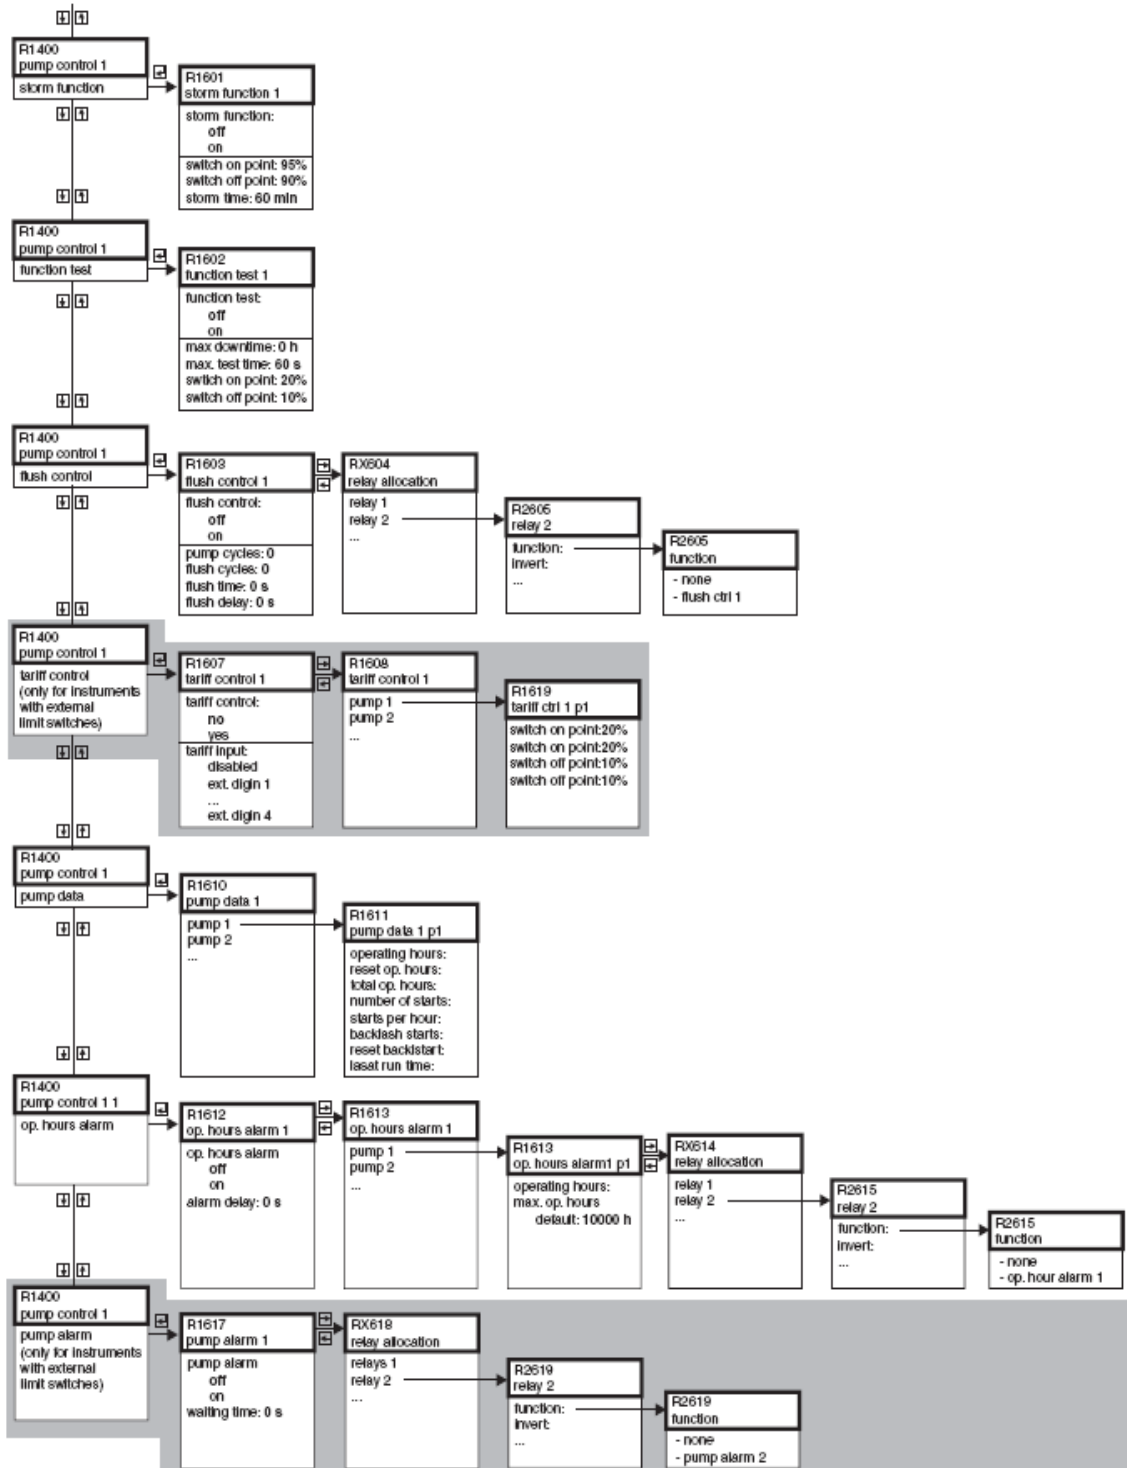 R1400
pump control 1
storm function
R1601
storm function 1
storm function:
off
on
switch on point: 95%
switch off point: 90%
storm time: 60 min
R1400
pump control 1
function test
R1602
function test 1
function test:
off
on
max downtime: 0 h
max. test time: 60 s
switch on point: 20%
switch off point: 10%
R1400
pump control 1
flush control
R1603
flush control 1
flush control:
off
on
pump cycles: 0
flush cycles: 0
flush time: 0 s
flush delay: 0 s
RX604
relay allocation
relay 1
relay 2
...
R2605
relay 2
function:
invert:
...
R2605
function
- none
- flush ctrl 1
R1400
pump control 1
tariff control
(only for instruments
with external
limit switches)
R1607
tariff control 1
tariff control:
no
yes
tariff input:
disabled
ext. digin 1
...
ext. digin 4
R1608
tariff control 1
pump 1
pump 2
...
R1619
tariff ctrl 1 p1
switch on point:20%
switch on point:20%
switch off point:10%
switch off point:10%
R1400
pump control 1
pump data
R1610
pump data 1
pump 1
pump 2
...
R1611
pump data 1 p1
operating hours:
reset op. hours:
total op. hours:
number of starts:
starts per hour:
backlash starts:
reset backlstart:
lasat run time:
R1400
pump control 1 1
op. hours alarm
R1612
op. hours alarm 1
op. hours alarm
off
on
alarm delay: 0 s
R1613
op. hours alarm 1
pump 1
pump 2
...
R1613
op. hours alarm1 p1
operating hours:
max. op. hours
default: 10000 h
RX614
relay allocation
relay 1
relay 2
...
R2615
relay 2
function:
invert:
...
R2615
function
- none
- op. hour alarm 1
R1400
pump control 1
pump alarm
(only for instruments
with external
limit switches)
R1617
pump alarm 1
pump alarm
off
on
waiting time: 0 s
RX618
relay allocation
relays 1
relay 2
...
R2619
relay 2
function:
invert:
...
R2619
function
- none
- pump alarm 2